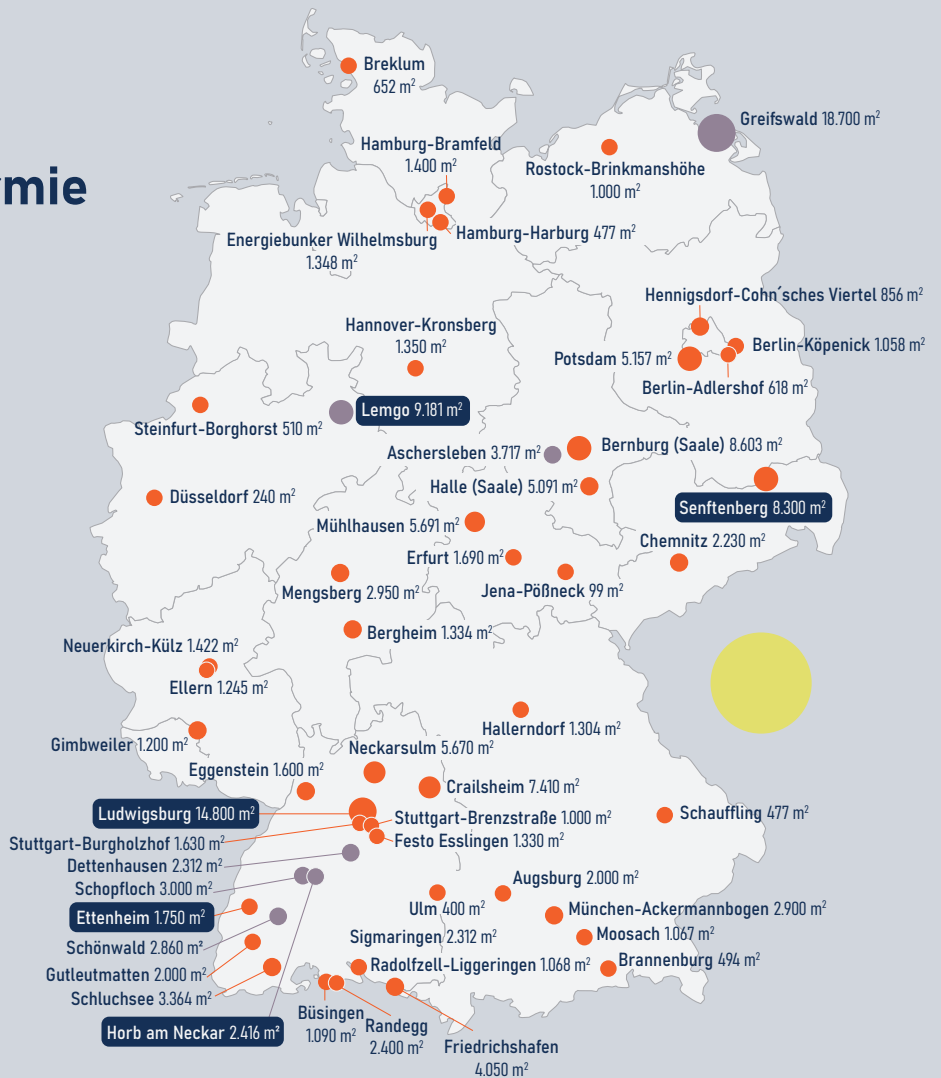 Breklum
652 m²
Greifswald 18.700 m²
Hamburg-Bramfeld
1.400 m²
Rostock-Brinkmanshöhe
1.000 m²
rmie
Hamburg-Harburg 477 m²
Energiebunker Wilhelmsburg
1.348 m²
Hennigsdorf-Cohn´sches Viertel 856 m²
Hannover-Kronsberg
1.350 m²
Berlin-Köpenick 1.058 m²
Potsdam 5.157 m²
Berlin-Adlershof 618 m²
Lemgo 9.181 m²
Steinfurt-Borghorst 510 m²
Bernburg (Saale) 8.603 m²
Aschersleben 3.717 m²
Halle (Saale) 5.091 m²
Düsseldorf 240 m²
Senftenberg 8.300 m²
Mühlhausen 5.691 m²
Chemnitz 2.230 m²
Erfurt 1.690 m²
Jena-Pößneck 99 m²
Mengsberg 2.950 m²
Bergheim 1.334 m²
Neuerkirch-Külz 1.422 m²
Ellern 1.245 m²
Hallerndorf 1.304 m²
Gimbweiler 1.200 m²
Neckarsulm 5.670 m²
Eggenstein 1.600 m²
Crailsheim 7.410 m²
Ludwigsburg 14.800 m²
Schauffling 477 m²
Stuttgart-Brenzstraße 1.000 m²
Stuttgart-Burgholzhof 1.630 m²
Festo Esslingen 1.330 m²
Dettenhausen 2.312 m²
Schopfloch 3.000 m²
Augsburg 2.000 m²
Ettenheim 1.750 m²
Ulm 400 m²
München-Ackermannbogen 2.900 m²
Schönwald 2.860 m²
Sigmaringen 2.312 m²
Moosach 1.067 m²
Gutleutmatten 2.000 m²
Radolfzell-Liggeringen 1.068 m²
Brannenburg 494 m²
Schluchsee 3.364 m²
Horb am Neckar 2.416 m²
Büsingen
1.090 m²
Randegg
2.400 m²
Friedrichshafen
4.050 m²